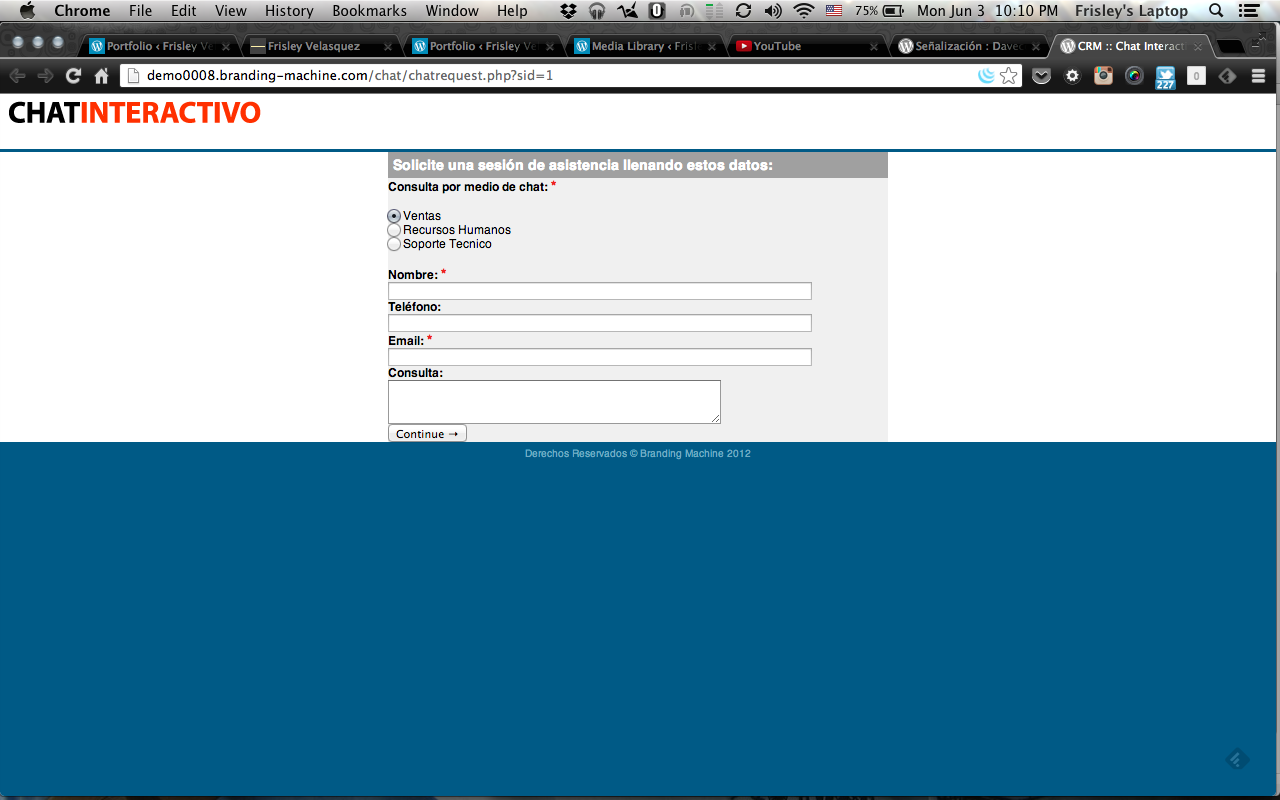 Chrome File Edit View History Bookmarks Window Help 75% Mon Jun 3 10:10 PM Frisley's Laptop
Portfolio ‹ Frisley Ve Frisley Velasquez Portfolio ‹ Frisley Ve Media Library ‹ Frisl YouTube Señalización : Daved CRM :: Chat Interacti
demo0008.branding-machine.com/chat/chatrequest.php?sid=1 227 0
CHATINTERACTIVO
Solicite una sesión de asistencia llenando estos datos:
Consulta por medio de chat: *
Ventas
Recursos Humanos
Soporte Tecnico
Nombre: *
Teléfono:
Email: *
Consulta:
Continue →
Derechos Reservados © Branding Machine 2012